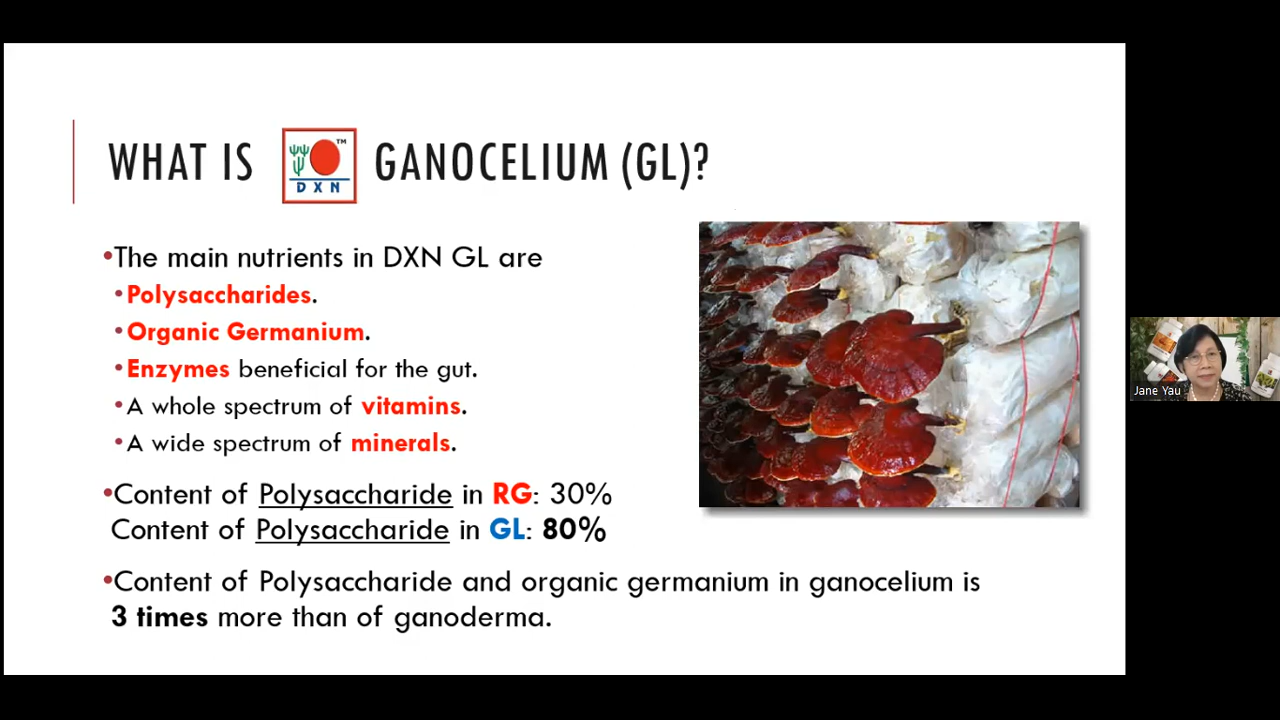 WHAT IS DXN™ GANOCELIUM (GL)?
•The main nutrients in DXN GL are
•Polysaccharides.
•Organic Germanium.
•Enzymes beneficial for the gut.
•A whole spectrum of vitamins.
•A wide spectrum of minerals.
•Content of Polysaccharide in RG: 30%
Content of Polysaccharide in GL: 80%
•Content of Polysaccharide and organic germanium in ganocelium is
3 times more than of ganoderma.
Jane Yau